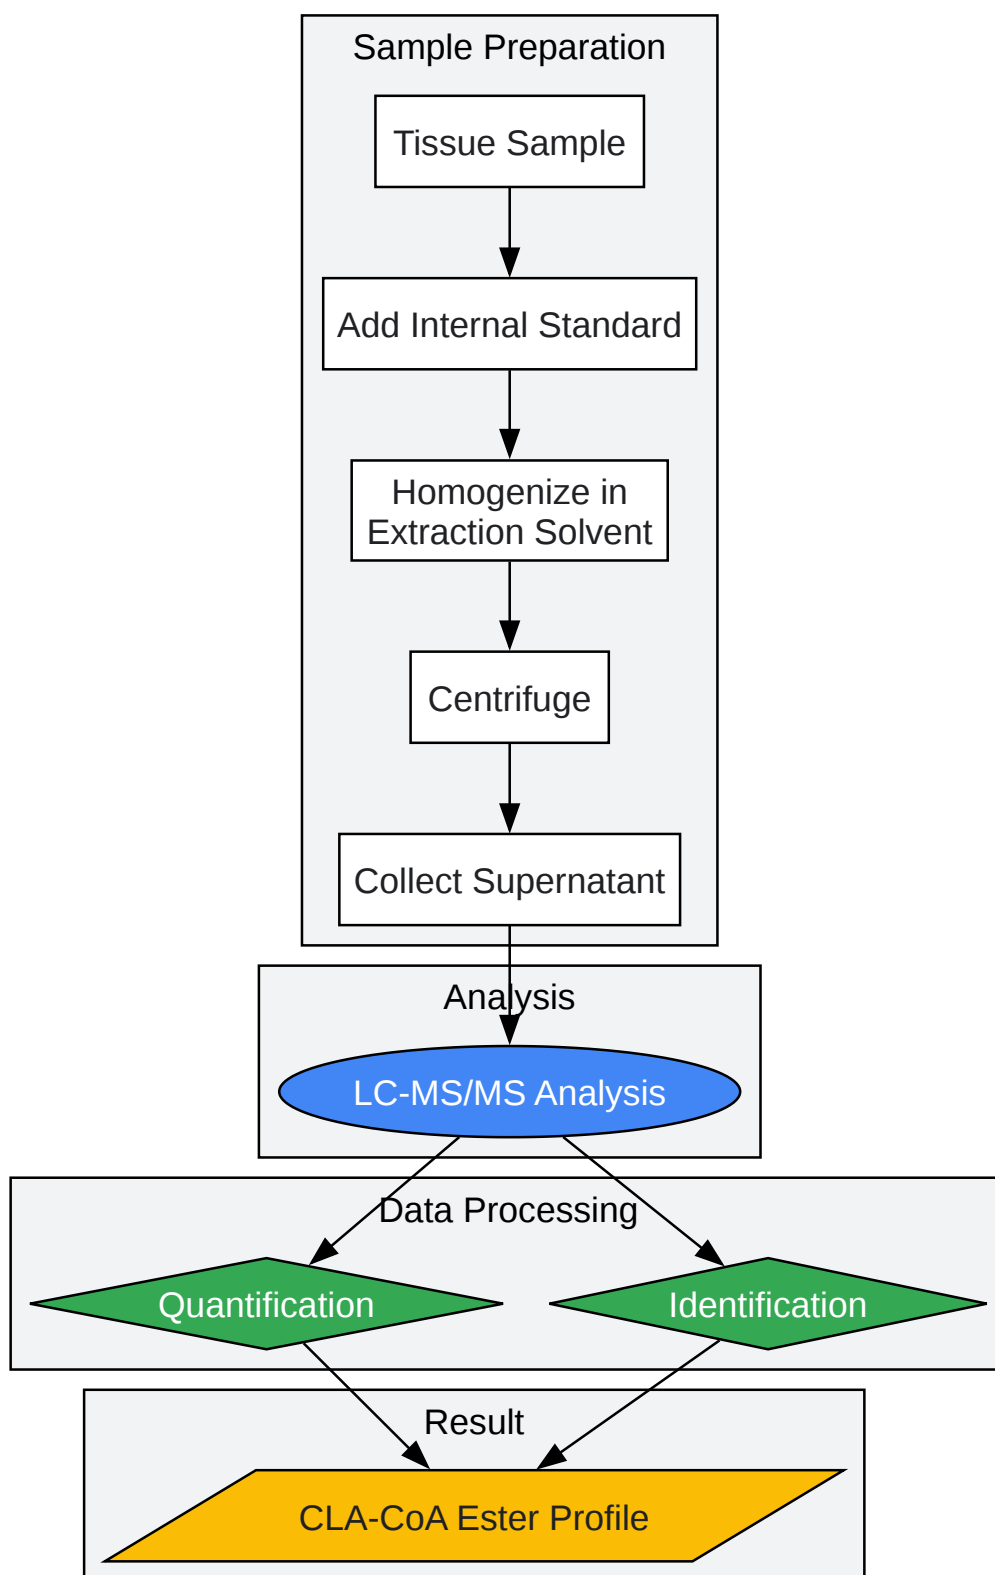 Sample Preparation
Tissue Sample
Add Internal Standard
Homogenize in
Extraction Solvent
Centrifuge
Collect Supernatant
Analysis
LC-MS/MS Analysis
Data Processing
Quantification
Identification
Result
CLA-CoA Ester Profile